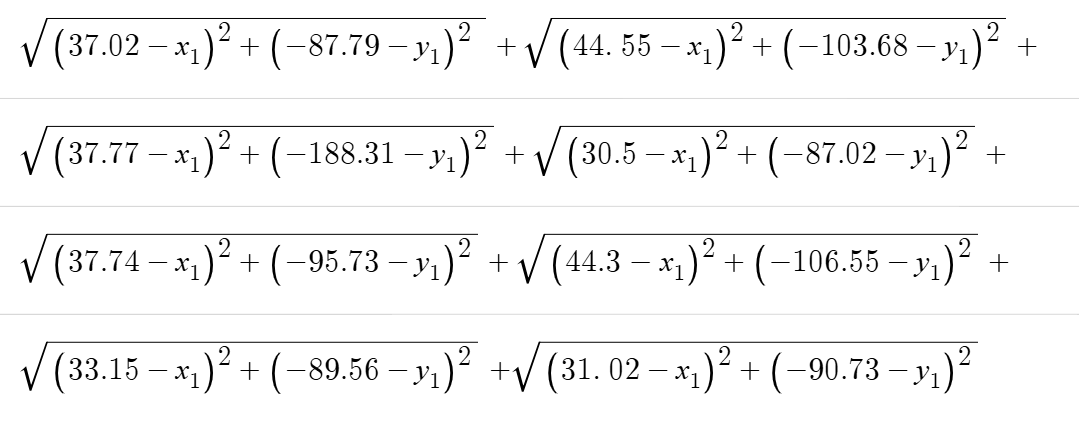 √((37.02 − x₁)² + (−87.79 − y₁)²) + √((44. 55 − x₁)² + (−103.68 − y₁)²) +
√((37.77 − x₁)² + (−188.31 − y₁)²) + √((30.5 − x₁)² + (−87.02 − y₁)²) +
√((37.74 − x₁)² + (−95.73 − y₁)²) + √((44.3 − x₁)² + (−106.55 − y₁)²) +
√((33.15 − x₁)² + (−89.56 − y₁)²) + √((31. 02 − x₁)² + (−90.73 − y₁)²)